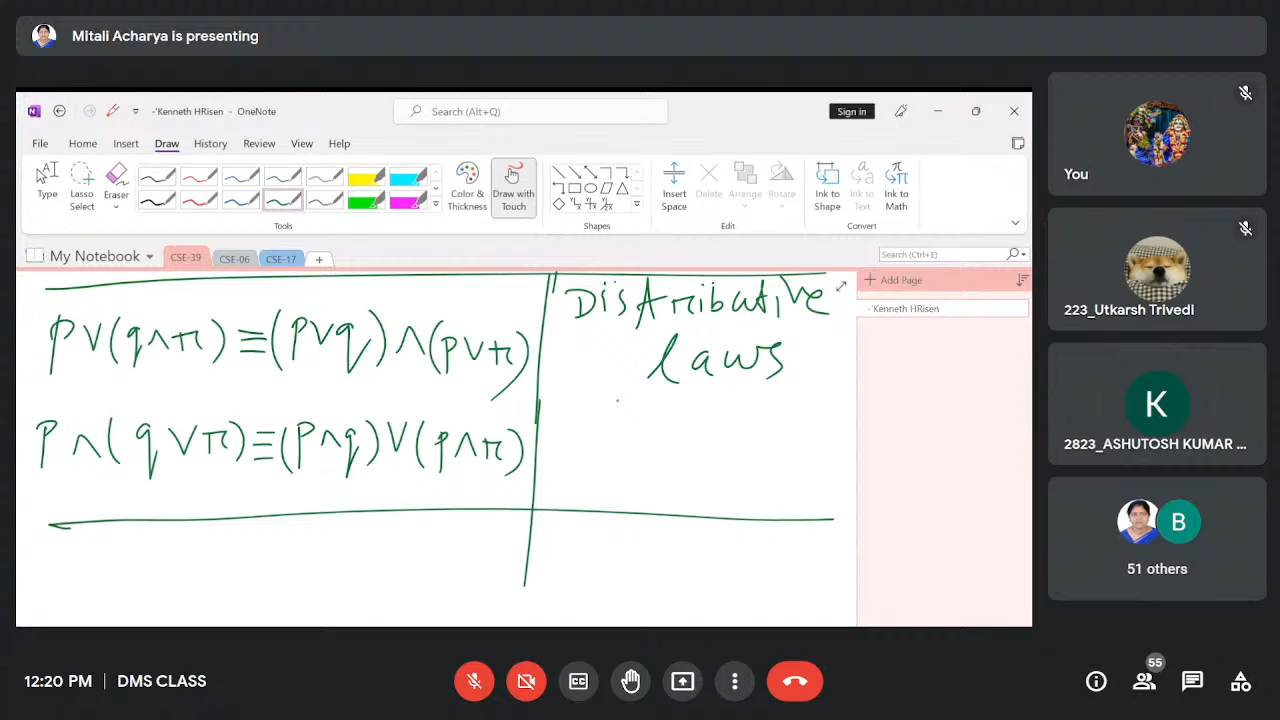 Mitali Acharya is presenting
-'Kenneth HRisen - OneNote
Search (Alt+Q)
Sign in
File Home Insert Draw History Review View Help
Type
Lasso Select
Eraser
Color & Thickness
Draw with Touch
Insert Space
Delete
Arrange
Rotate
Ink to Shape
Ink to Text
Ink to Math
Tools
Shapes
Edit
Convert
My Notebook
CSE-39
CSE-06
CSE-17
Search (Ctrl+E)
Add Page
-'Kenneth HRisen
p∨(q∧r)≡(p∨q)∧(p∨r)
Distributive
laws
p∧(q∨r)≡(p∧q)∨(p∧r)
You
223_Utkarsh Trivedi
K
2823_ASHUTOSH KUMAR ...
B
51 others
12:20 PM | DMS CLASS
55